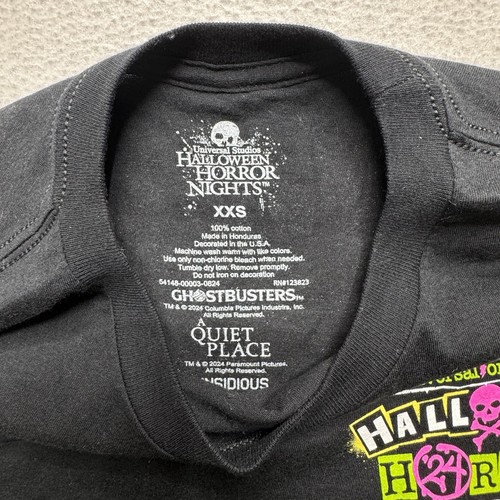 Universal Studios
HALLOWEEN
HORROR
NIGHTS™
XXS
100% cotton
Made in Honduras
Decorated in the U.S.A.
Machine wash warm with like colors.
Use only non-chlorine bleach when needed.
Tumble dry low. Remove promptly.
Do not iron on decoration
54148-00003-0824 RN#123823
GHOSTBUSTERS™
TM & © 2024 Columbia Pictures Industries, Inc.
All Rights Reserved.
A
QUIET
PLACE
TM & © 2024 Paramount Pictures.
All Rights Reserved.
INSIDIOUS
HALL
H '24 R